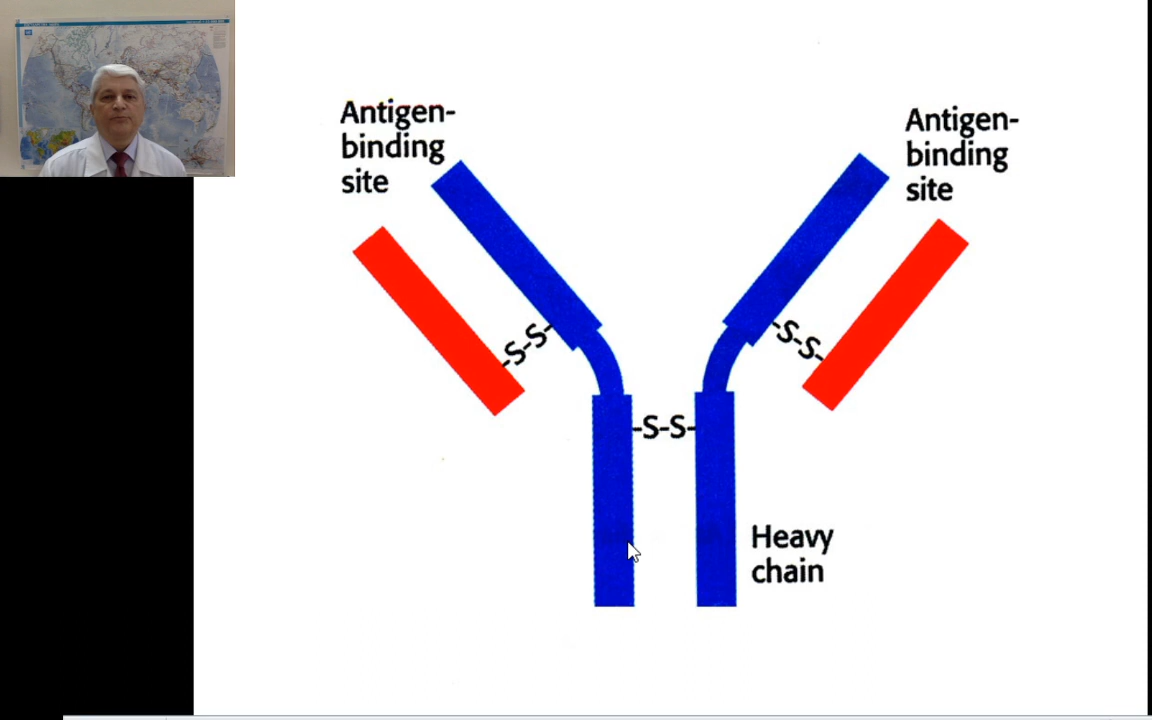 Antigen-
binding
site
Antigen-
binding
site
-S-S-
-S-S-
-S-S-
Heavy
chain